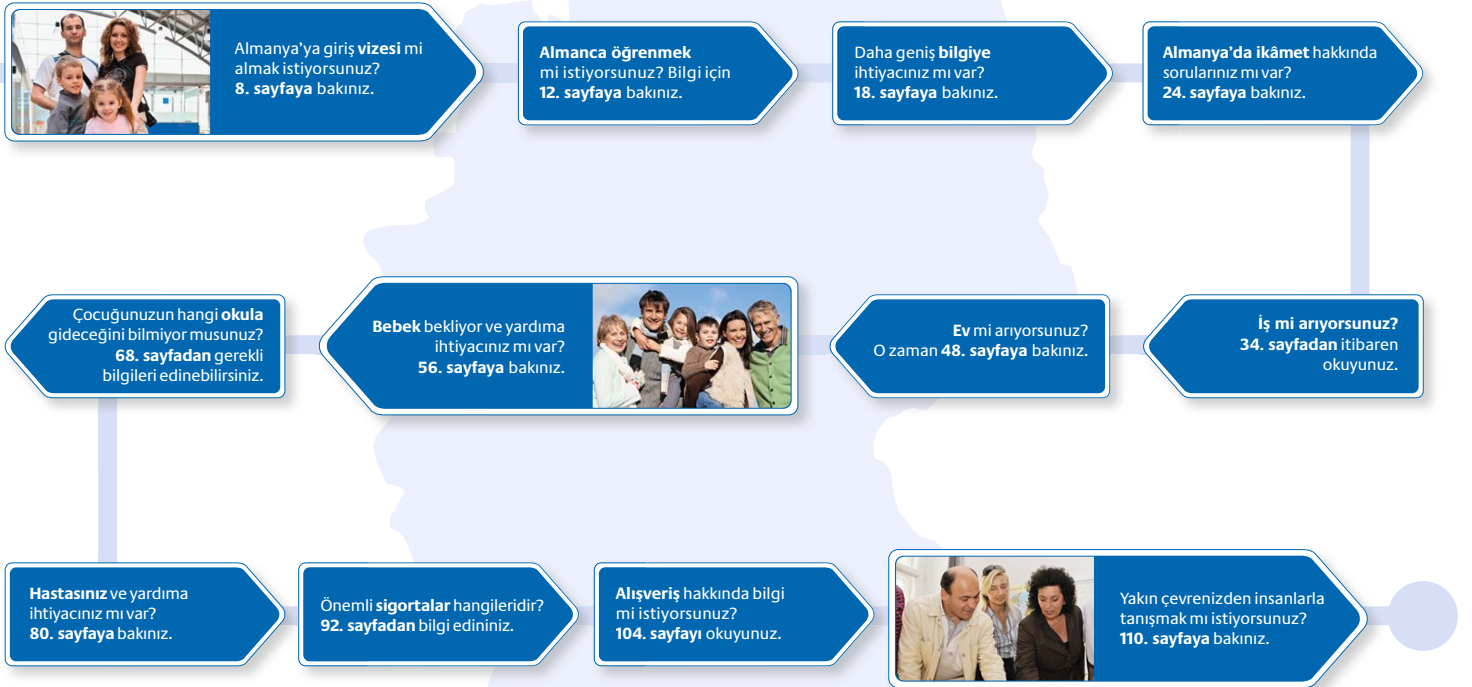 Almanya'ya giriş vizesi mi
almak istiyorsunuz?
8. sayfaya bakınız.
Almanca öğrenmek
mi istiyorsunuz? Bilgi için
12. sayfaya bakınız.
Daha geniş bilgiye
ihtiyacınız mı var?
18. sayfaya bakınız.
Almanya'da ikâmet hakkında
sorularınız mı var?
24. sayfaya bakınız.
İş mi arıyorsunuz?
34. sayfadan itibaren
okuyunuz.
Ev mi arıyorsunuz?
O zaman 48. sayfaya bakınız.
Bebek bekliyor ve yardıma
ihtiyacınız mı var?
56. sayfaya bakınız.
Çocuğunuzun hangi okula
gideceğini bilmiyor musunuz?
68. sayfadan gerekli
bilgileri edinebilirsiniz.
Hastasınız ve yardıma
ihtiyacınız mı var?
80. sayfaya bakınız.
Önemli sigortalar hangileridir?
92. sayfadan bilgi edininiz.
Alışveriş hakkında bilgi
mi istiyorsunuz?
104. sayfayı okuyunuz.
Yakın çevrenizden insanlarla
tanışmak mı istiyorsunuz?
110. sayfaya bakınız.